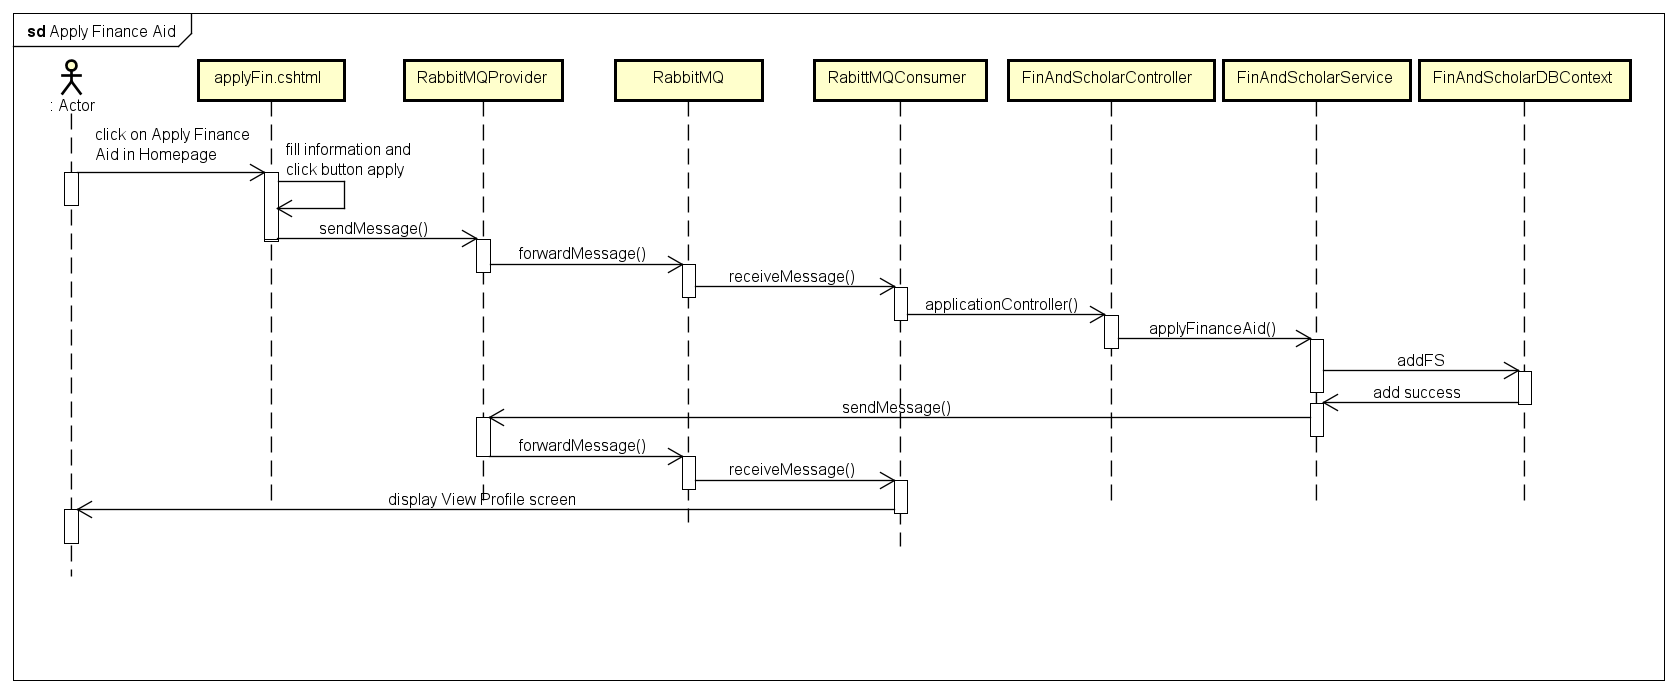 sd Apply Finance Aid
: Actor
applyFin.cshtml
RabbitMQProvider
RabbitMQ
RabittMQConsumer
FinAndScholarController
FinAndScholarService
FinAndScholarDBContext
click on Apply Finance
Aid in Homepage
fill information and
click button apply
sendMessage()
forwardMessage()
receiveMessage()
applicationController()
applyFinanceAid()
addFS
add success
sendMessage()
forwardMessage()
receiveMessage()
display View Profile screen